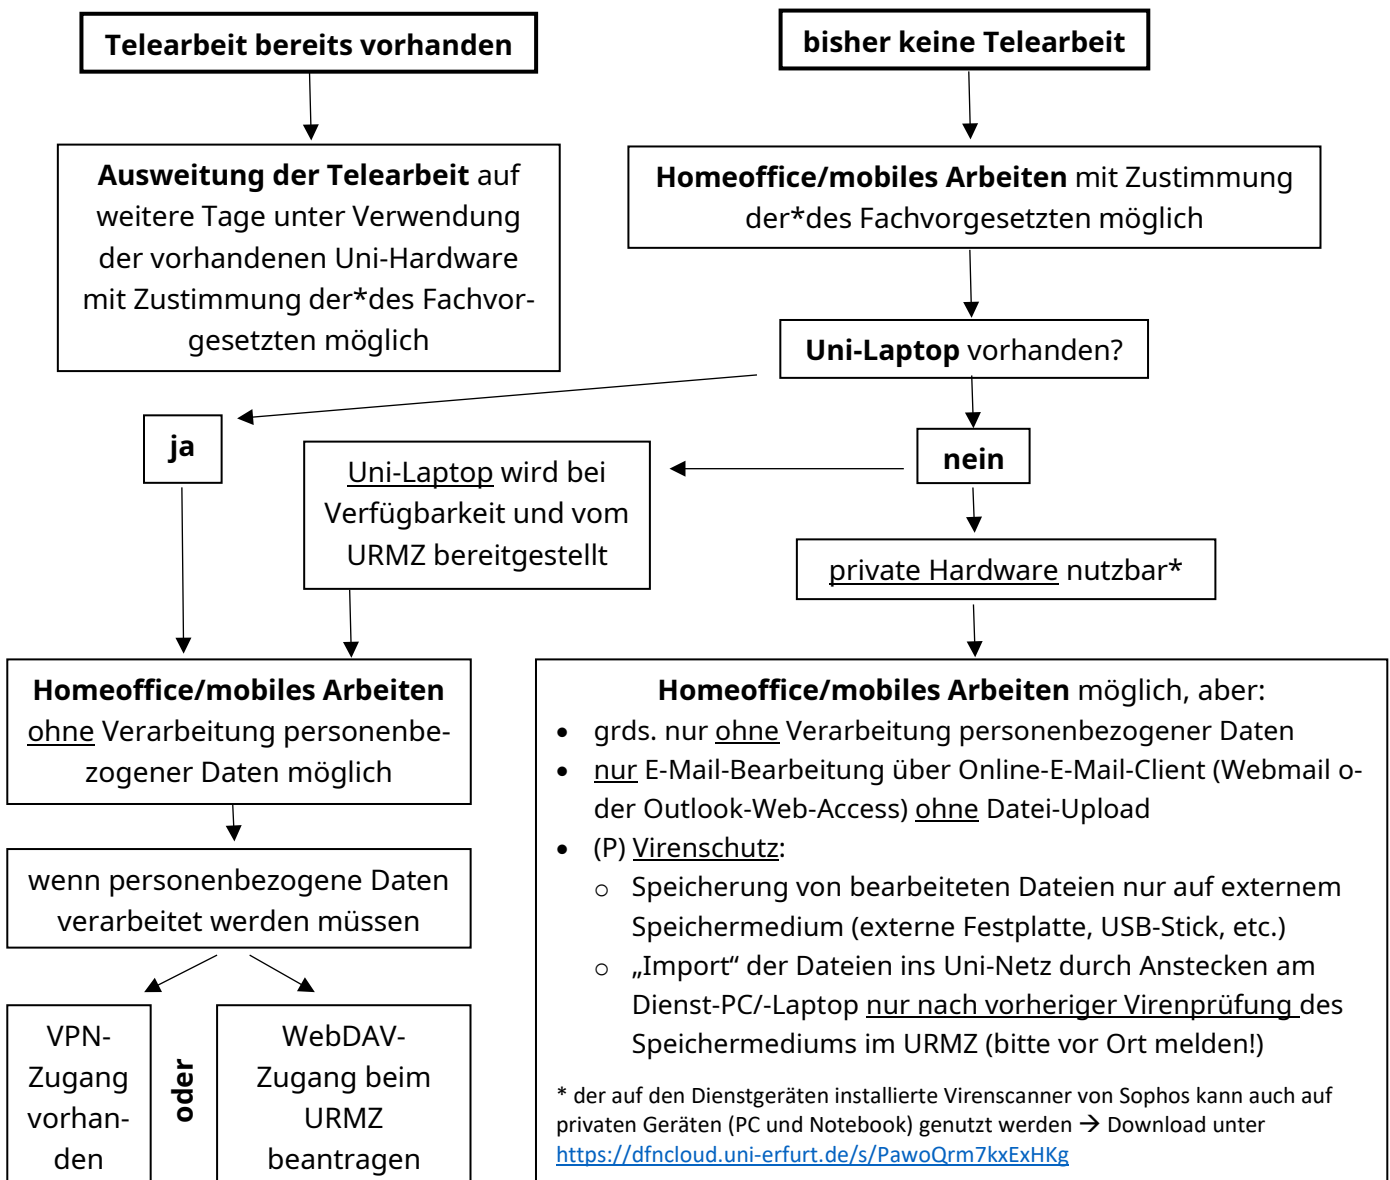 Telearbeit bereits vorhanden
bisher keine Telearbeit
Ausweitung der Telearbeit auf
weitere Tage unter Verwendung
der vorhandenen Uni-Hardware
mit Zustimmung der*des Fachvor-
gesetzten möglich
Homeoffice/mobiles Arbeiten mit Zustimmung
der*des Fachvorgesetzten möglich
Uni-Laptop vorhanden?
ja
nein
Uni-Laptop wird bei
Verfügbarkeit und vom
URMZ bereitgestellt
private Hardware nutzbar*
Homeoffice/mobiles Arbeiten
ohne Verarbeitung personenbe-
zogener Daten möglich
wenn personenbezogene Daten
verarbeitet werden müssen
VPN-
Zugang
vorhan-
den
oder
WebDAV-
Zugang beim
URMZ
beantragen
Homeoffice/mobiles Arbeiten möglich, aber:
• grds. nur ohne Verarbeitung personenbezogener Daten
• nur E-Mail-Bearbeitung über Online-E-Mail-Client (Webmail o-
der Outlook-Web-Access) ohne Datei-Upload
• (P) Virenschutz:
o Speicherung von bearbeiteten Dateien nur auf externem
Speichermedium (externe Festplatte, USB-Stick, etc.)
o „Import“ der Dateien ins Uni-Netz durch Anstecken am
Dienst-PC/-Laptop nur nach vorheriger Virenprüfung des
Speichermediums im URMZ (bitte vor Ort melden!)
* der auf den Dienstgeräten installierte Virenscanner von Sophos kann auch auf
privaten Geräten (PC und Notebook) genutzt werden → Download unter
https://dfncloud.uni-erfurt.de/s/PawoQrm7kxExHKg